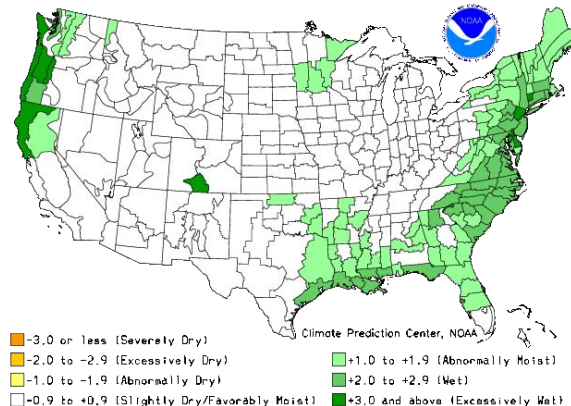 NOAA
Climate Prediction Center, NOAA
-3.0 or less (Severely Dry)
-2.0 to -2.9 (Excessively Dry)
-1.0 to -1.9 (Abnormally Dry)
-0.9 to +0.9 (Slightly Dry/Favorably Moist)
+1.0 to +1.9 (Abnormally Moist)
+2.0 to +2.9 (Wet)
+3.0 and above (Excessively Wet)